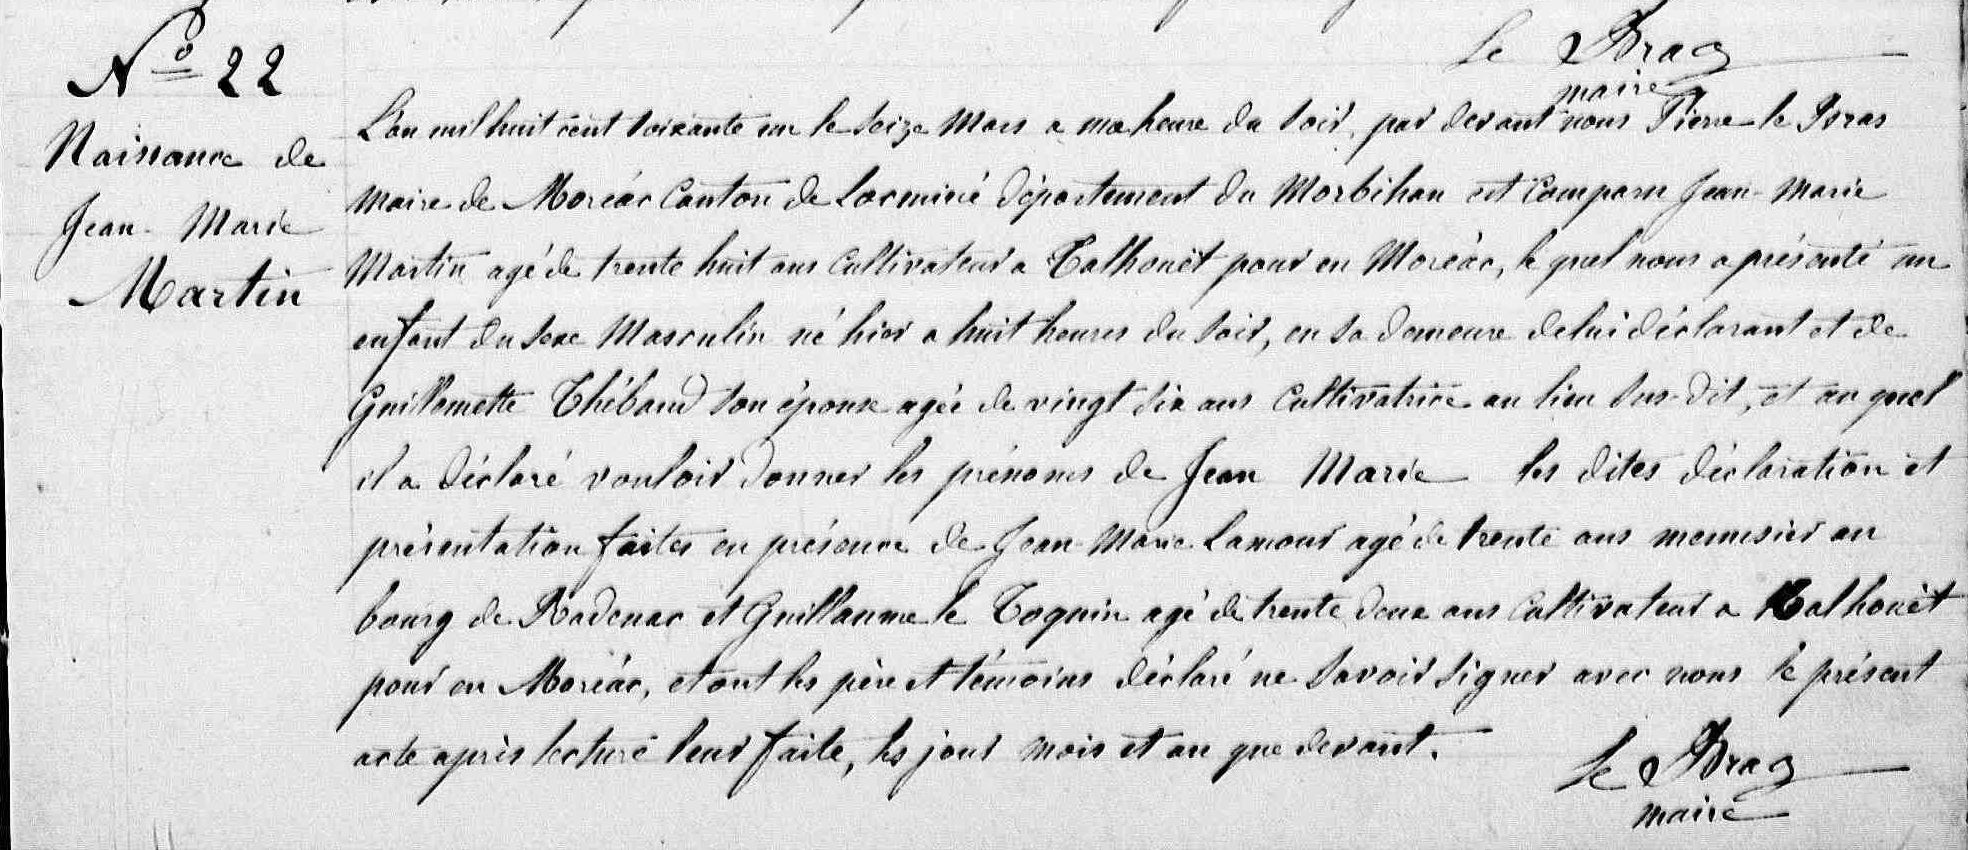 Le Bras
maire
N° 22
Naissance de
Jean-Marie
Martin
L'an mil huit cent soixante un le seize Mars a une heure du soir, par devant nous Pierre le Bras
maire de Moréac Canton de Locminé département du Morbihan est comparu Jean-Marie
Martin agé de trente huit ans cultivateur a Talhouët pour en Moréác, le quel nous a présenté un
enfant du sexe Masculin né hier a huit heures du soir, en sa demeure de lui déclarant et de
Guillemette Thébaud son épouse agée de vingt six ans Cultivatrice au lieu sus-dit, et au quel
il a déclaré vouloir donner les prénoms de Jean Marie les dites déclaration et
présentation faites en présence de Jean Marie Lamour agé de trente ans menuisier au
bourg de Radenac et Guillaume le Toquin agé de trente deux ans cultivateur a Talhouët
pour en Moréác, et ont les père et témoins déclaré ne savoir signer avec nous le présent
acte après lecture leur faite, les jour mois et an que devant.
Le Bras
maire